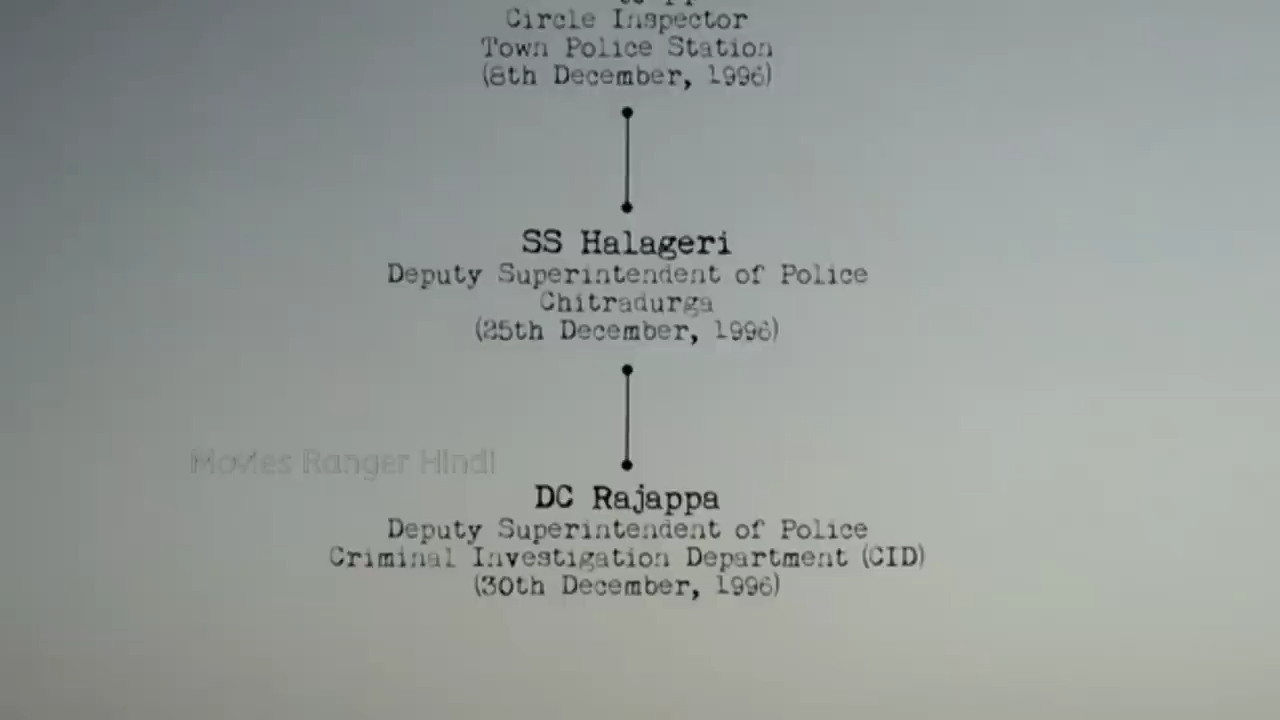 Circle Inspector
Town Police Station
(8th December, 1996)
SS Halageri
Deputy Superintendent of Police
Chitradurga
(25th December, 1996)
Movies Ranger Hindi
DC Rajappa
Deputy Superintendent of Police
Criminal Investigation Department (CID)
(30th December, 1996)